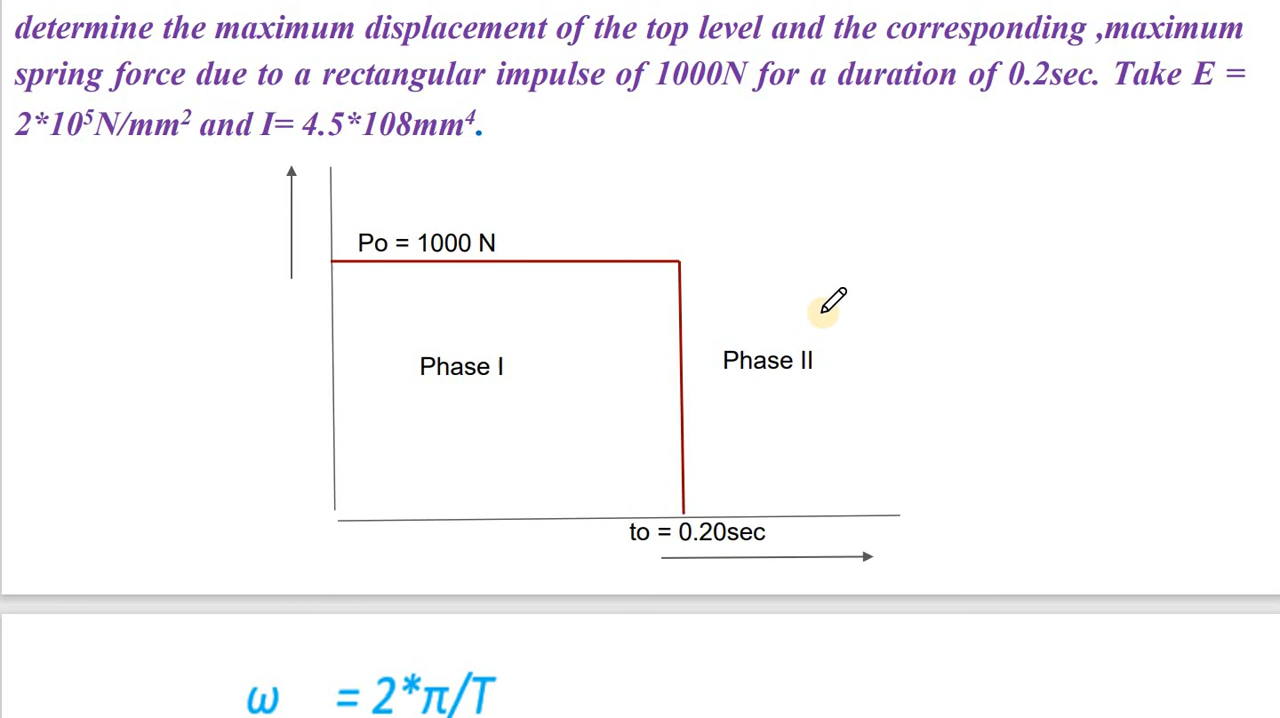 determine the maximum displacement of the top level and the corresponding ,maximum
spring force due to a rectangular impulse of 1000N for a duration of 0.2sec. Take E =
2*10⁵N/mm² and I= 4.5*108mm⁴.
Po = 1000 N
Phase I
Phase II
to = 0.20sec
ω = 2*π/T